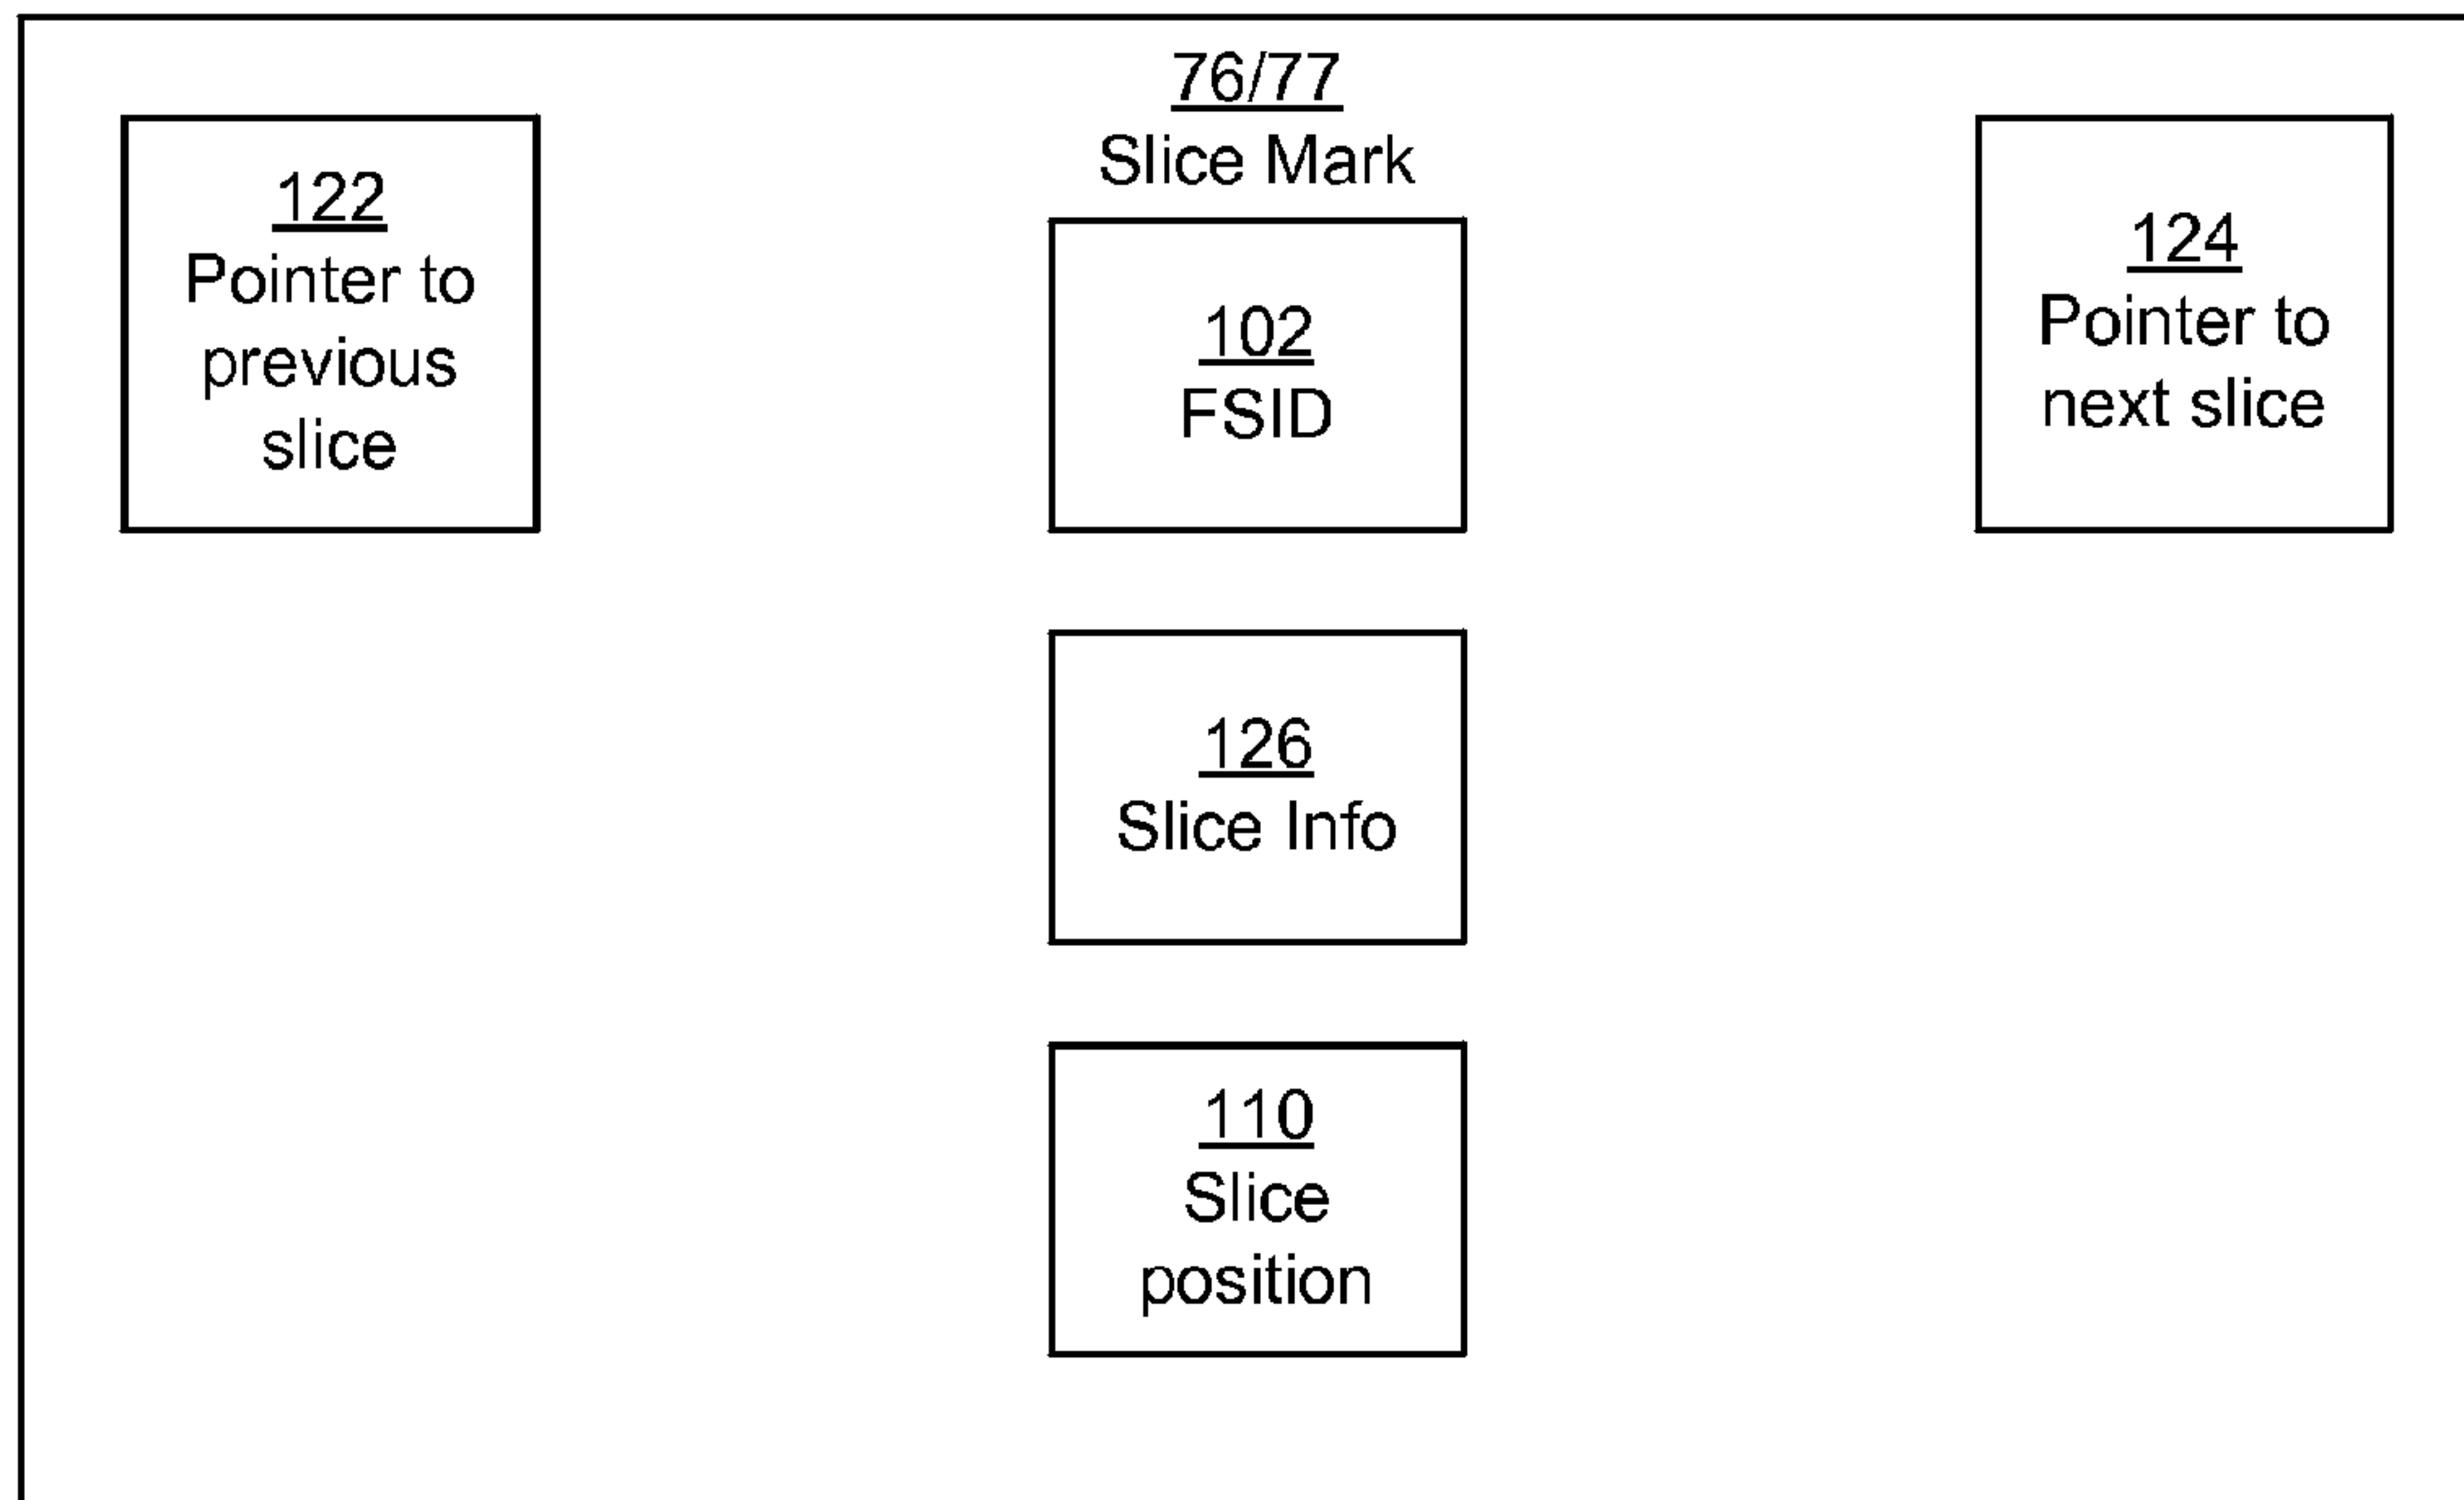 76/77
Slice Mark
122
Pointer to
previous
slice
102
FSID
124
Pointer to
next slice
126
Slice Info
110
Slice
position